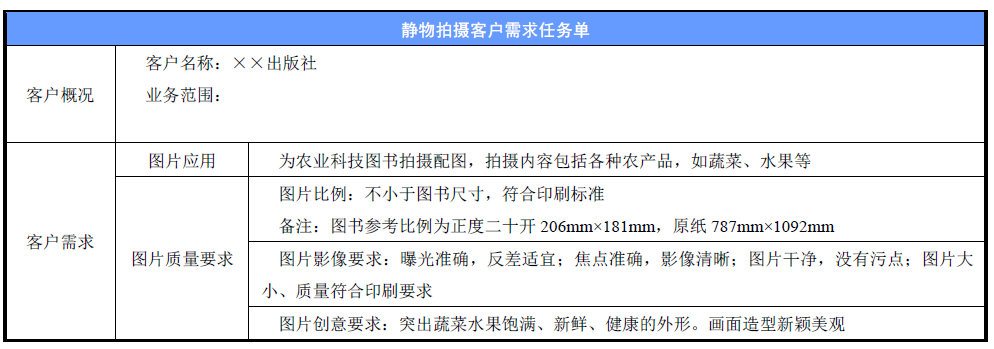 静物拍摄客户需求任务单
客户概况
客户名称：××出版社
业务范围：
客户需求
图片应用
为农业科技图书拍摄配图，拍摄内容包括各种农产品，如蔬菜、水果等
图片质量要求
图片比例：不小于图书尺寸，符合印刷标准
备注：图书参考比例为正度二十开 206mm×181mm，原纸 787mm×1092mm
图片影像要求：曝光准确，反差适宜；焦点准确，影像清晰；图片干净，没有污点；图片大
小、质量符合印刷要求
图片创意要求：突出蔬菜水果饱满、新鲜、健康的外形。画面造型新颖美观